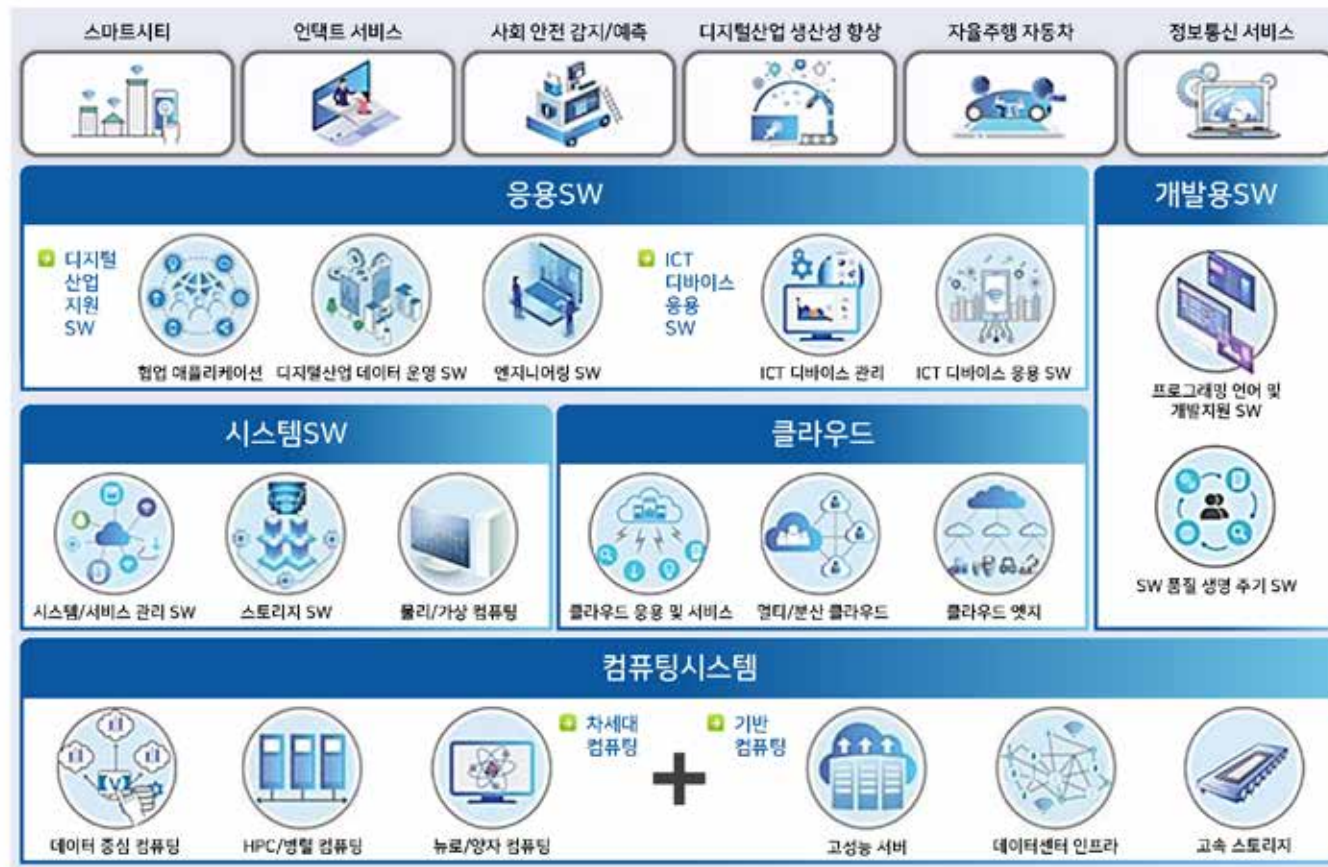 스마트시티
언택트 서비스
사회 안전 감지/예측
디지털산업 생산성 향상
자율주행 자동차
정보통신 서비스
응용SW
디지털
산업
지원
SW
협업 애플리케이션
디지털산업 데이터 운영 SW
엔지니어링 SW
ICT
디바이스
응용
SW
ICT 디바이스 관리
ICT 디바이스 응용 SW
개발용SW
프로그래밍 언어 및
개발지원 SW
SW 품질 생명 주기 SW
시스템SW
시스템/서비스 관리 SW
스토리지 SW
물리/가상 컴퓨팅
클라우드
클라우드 응용 및 서비스
멀티/분산 클라우드
클라우드 엣지
컴퓨팅시스템
데이터 중심 컴퓨팅
HPC/병렬 컴퓨팅
뉴로/양자 컴퓨팅
차세대
컴퓨팅
+
기반
컴퓨팅
고성능 서버
데이터센터 인프라
고속 스토리지